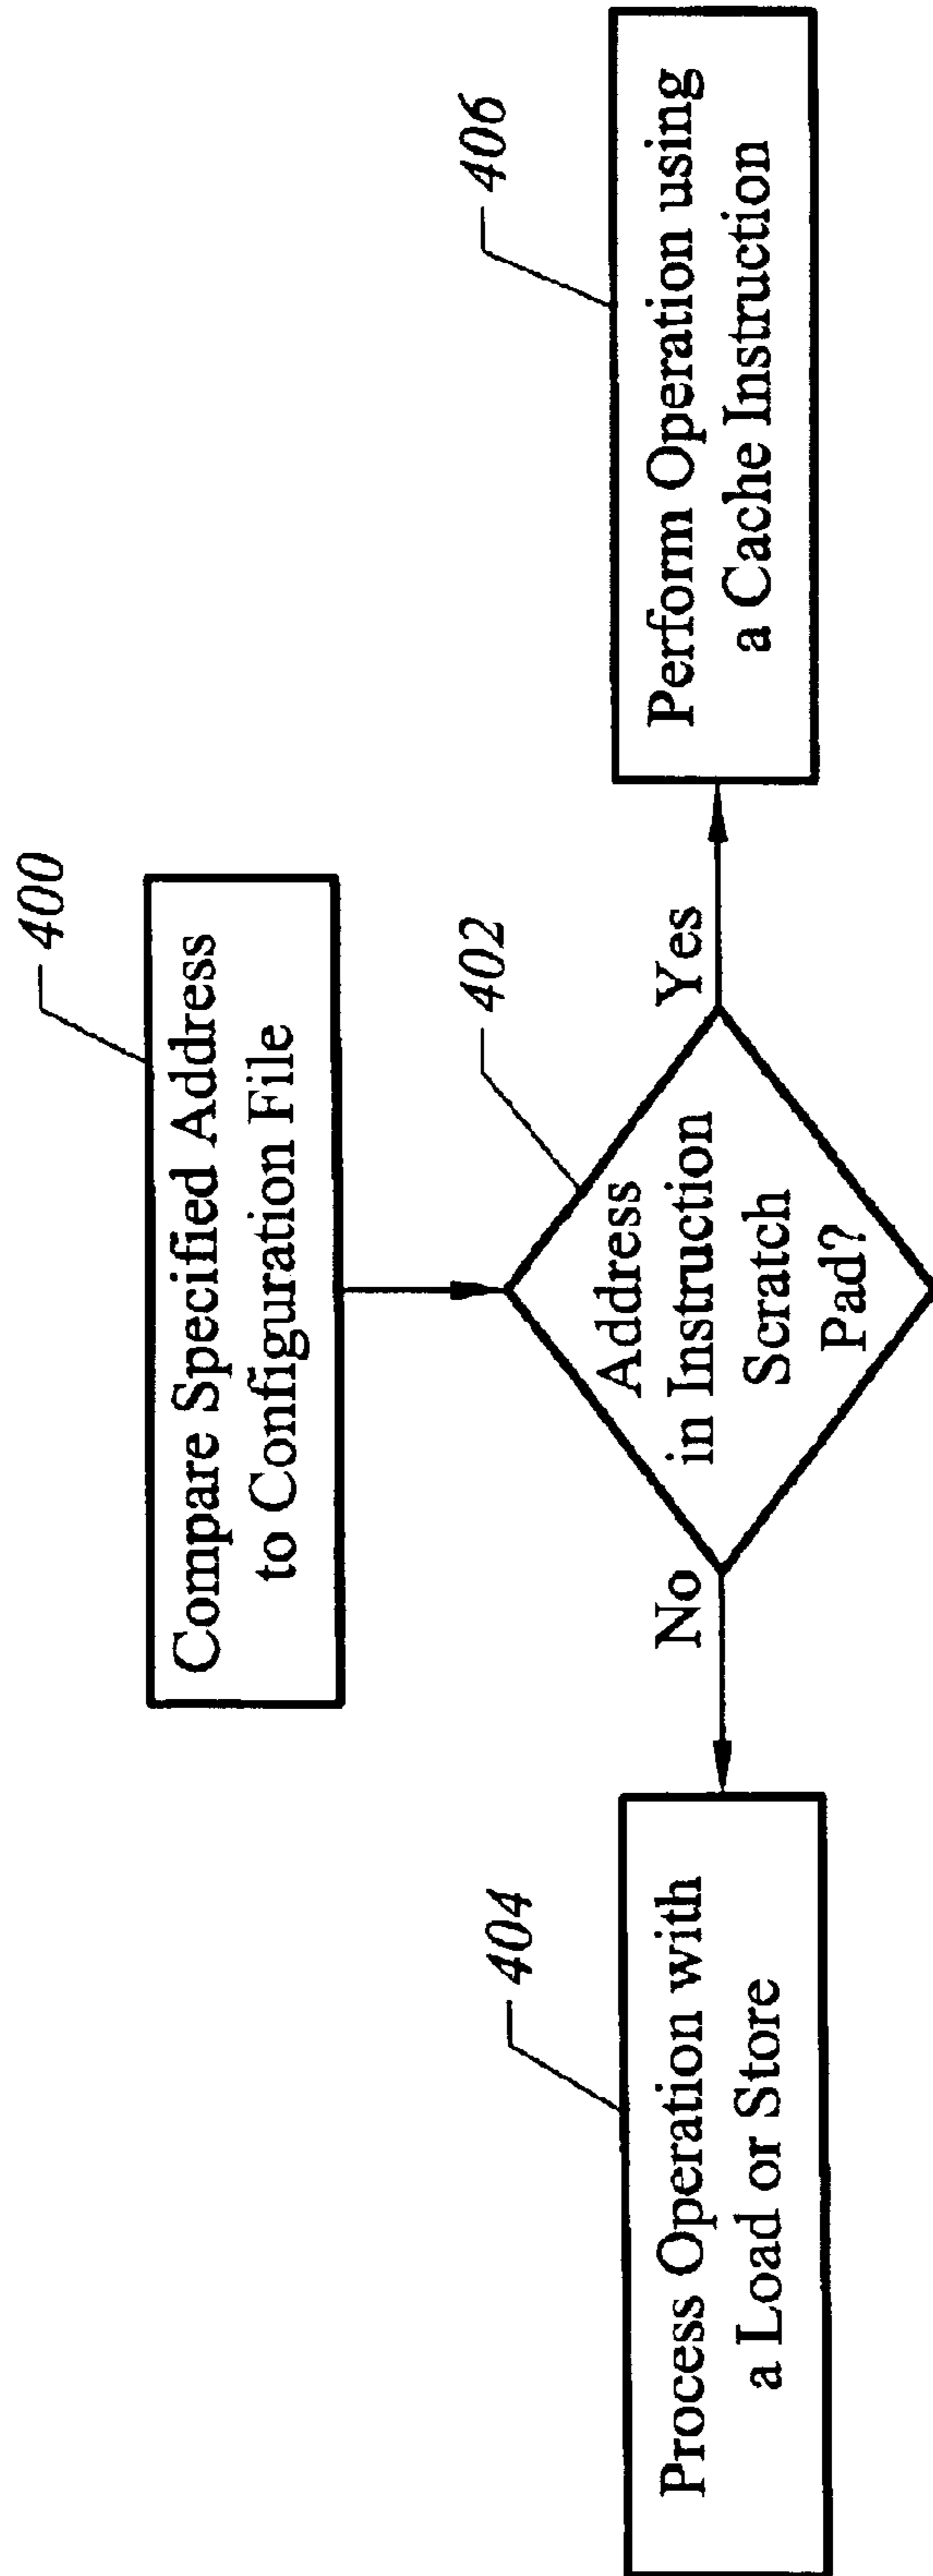 400
Compare Specified Address
to Configuration File
402
Address
in Instruction
Scratch
Pad?
No
Yes
404
Process Operation with
a Load or Store
406
Perform Operation using
a Cache Instruction